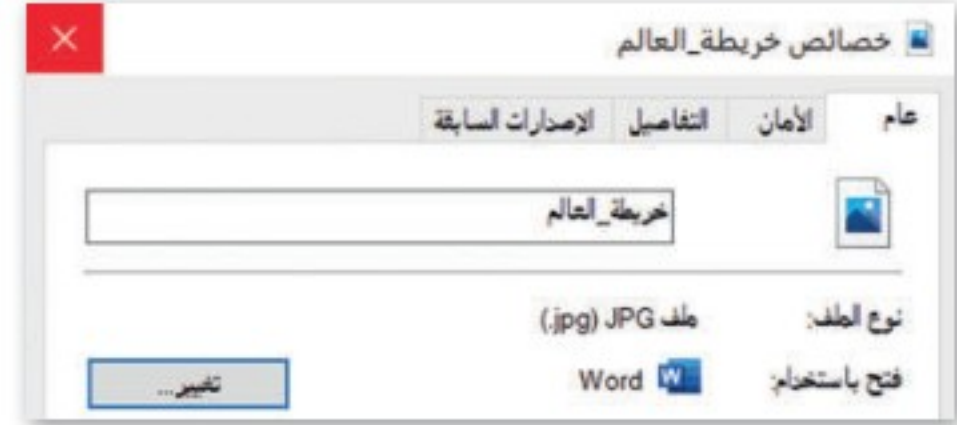 خصائص خريطة_العالم
عام الأمان التفاصيل الإصدارات السابقة
خريطة_العالم
نوع الملف: ملف JPG (.jpg)
فتح باستخدام: Word
تغيير...